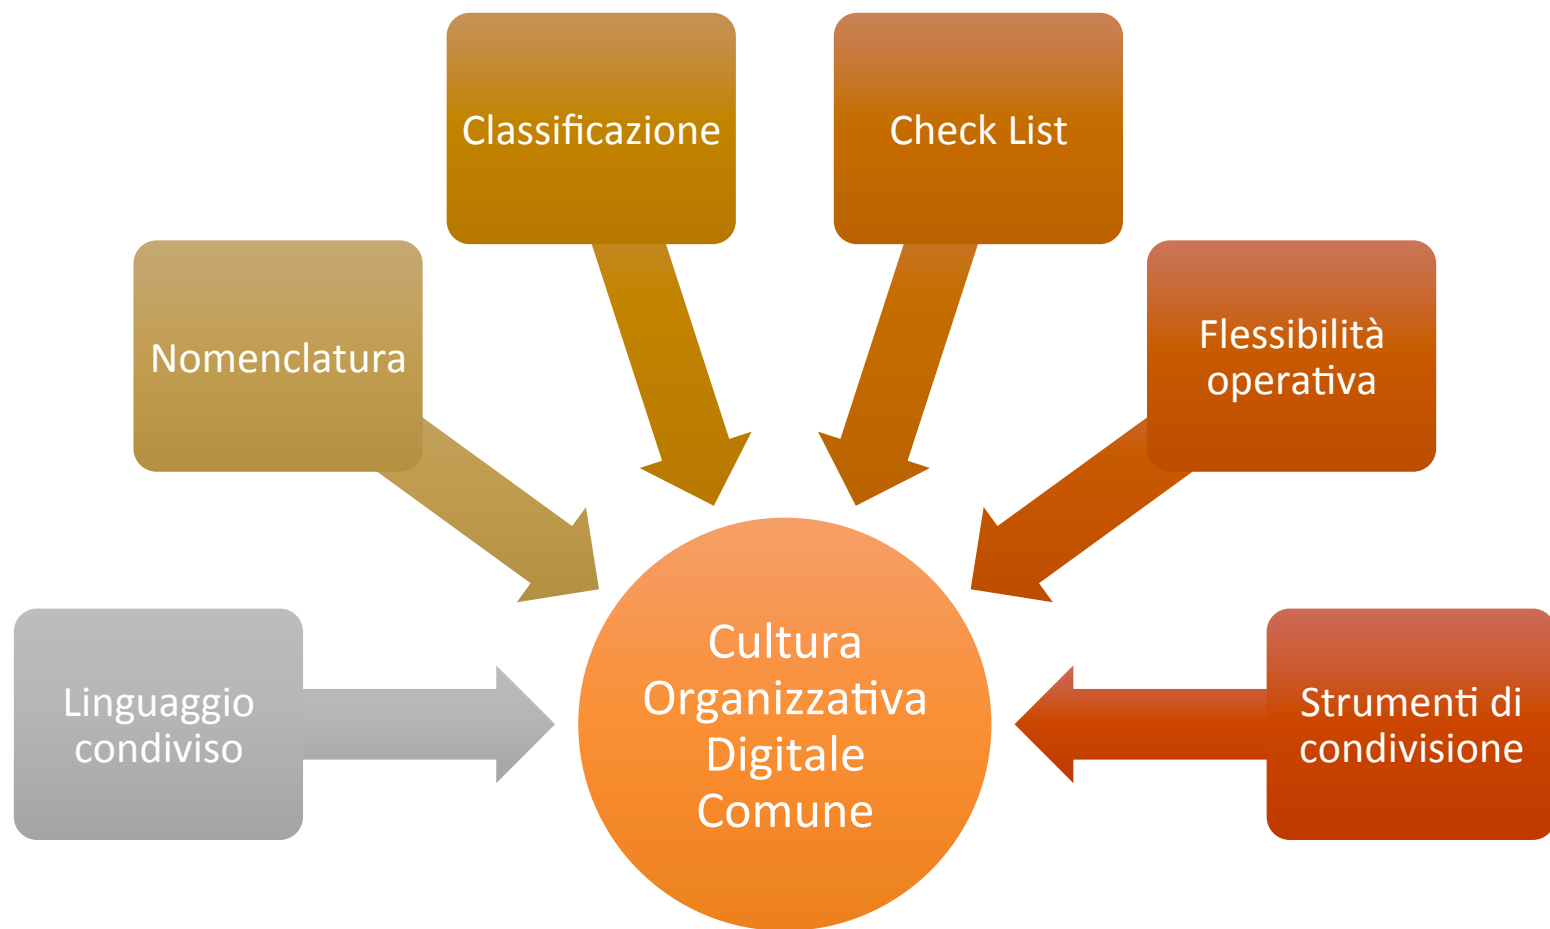 Classificazione
Check List
Nomenclatura
Flessibilità
operativa
Linguaggio
condiviso
Cultura
Organizzativa
Digitale
Comune
Strumenti di
condivisione